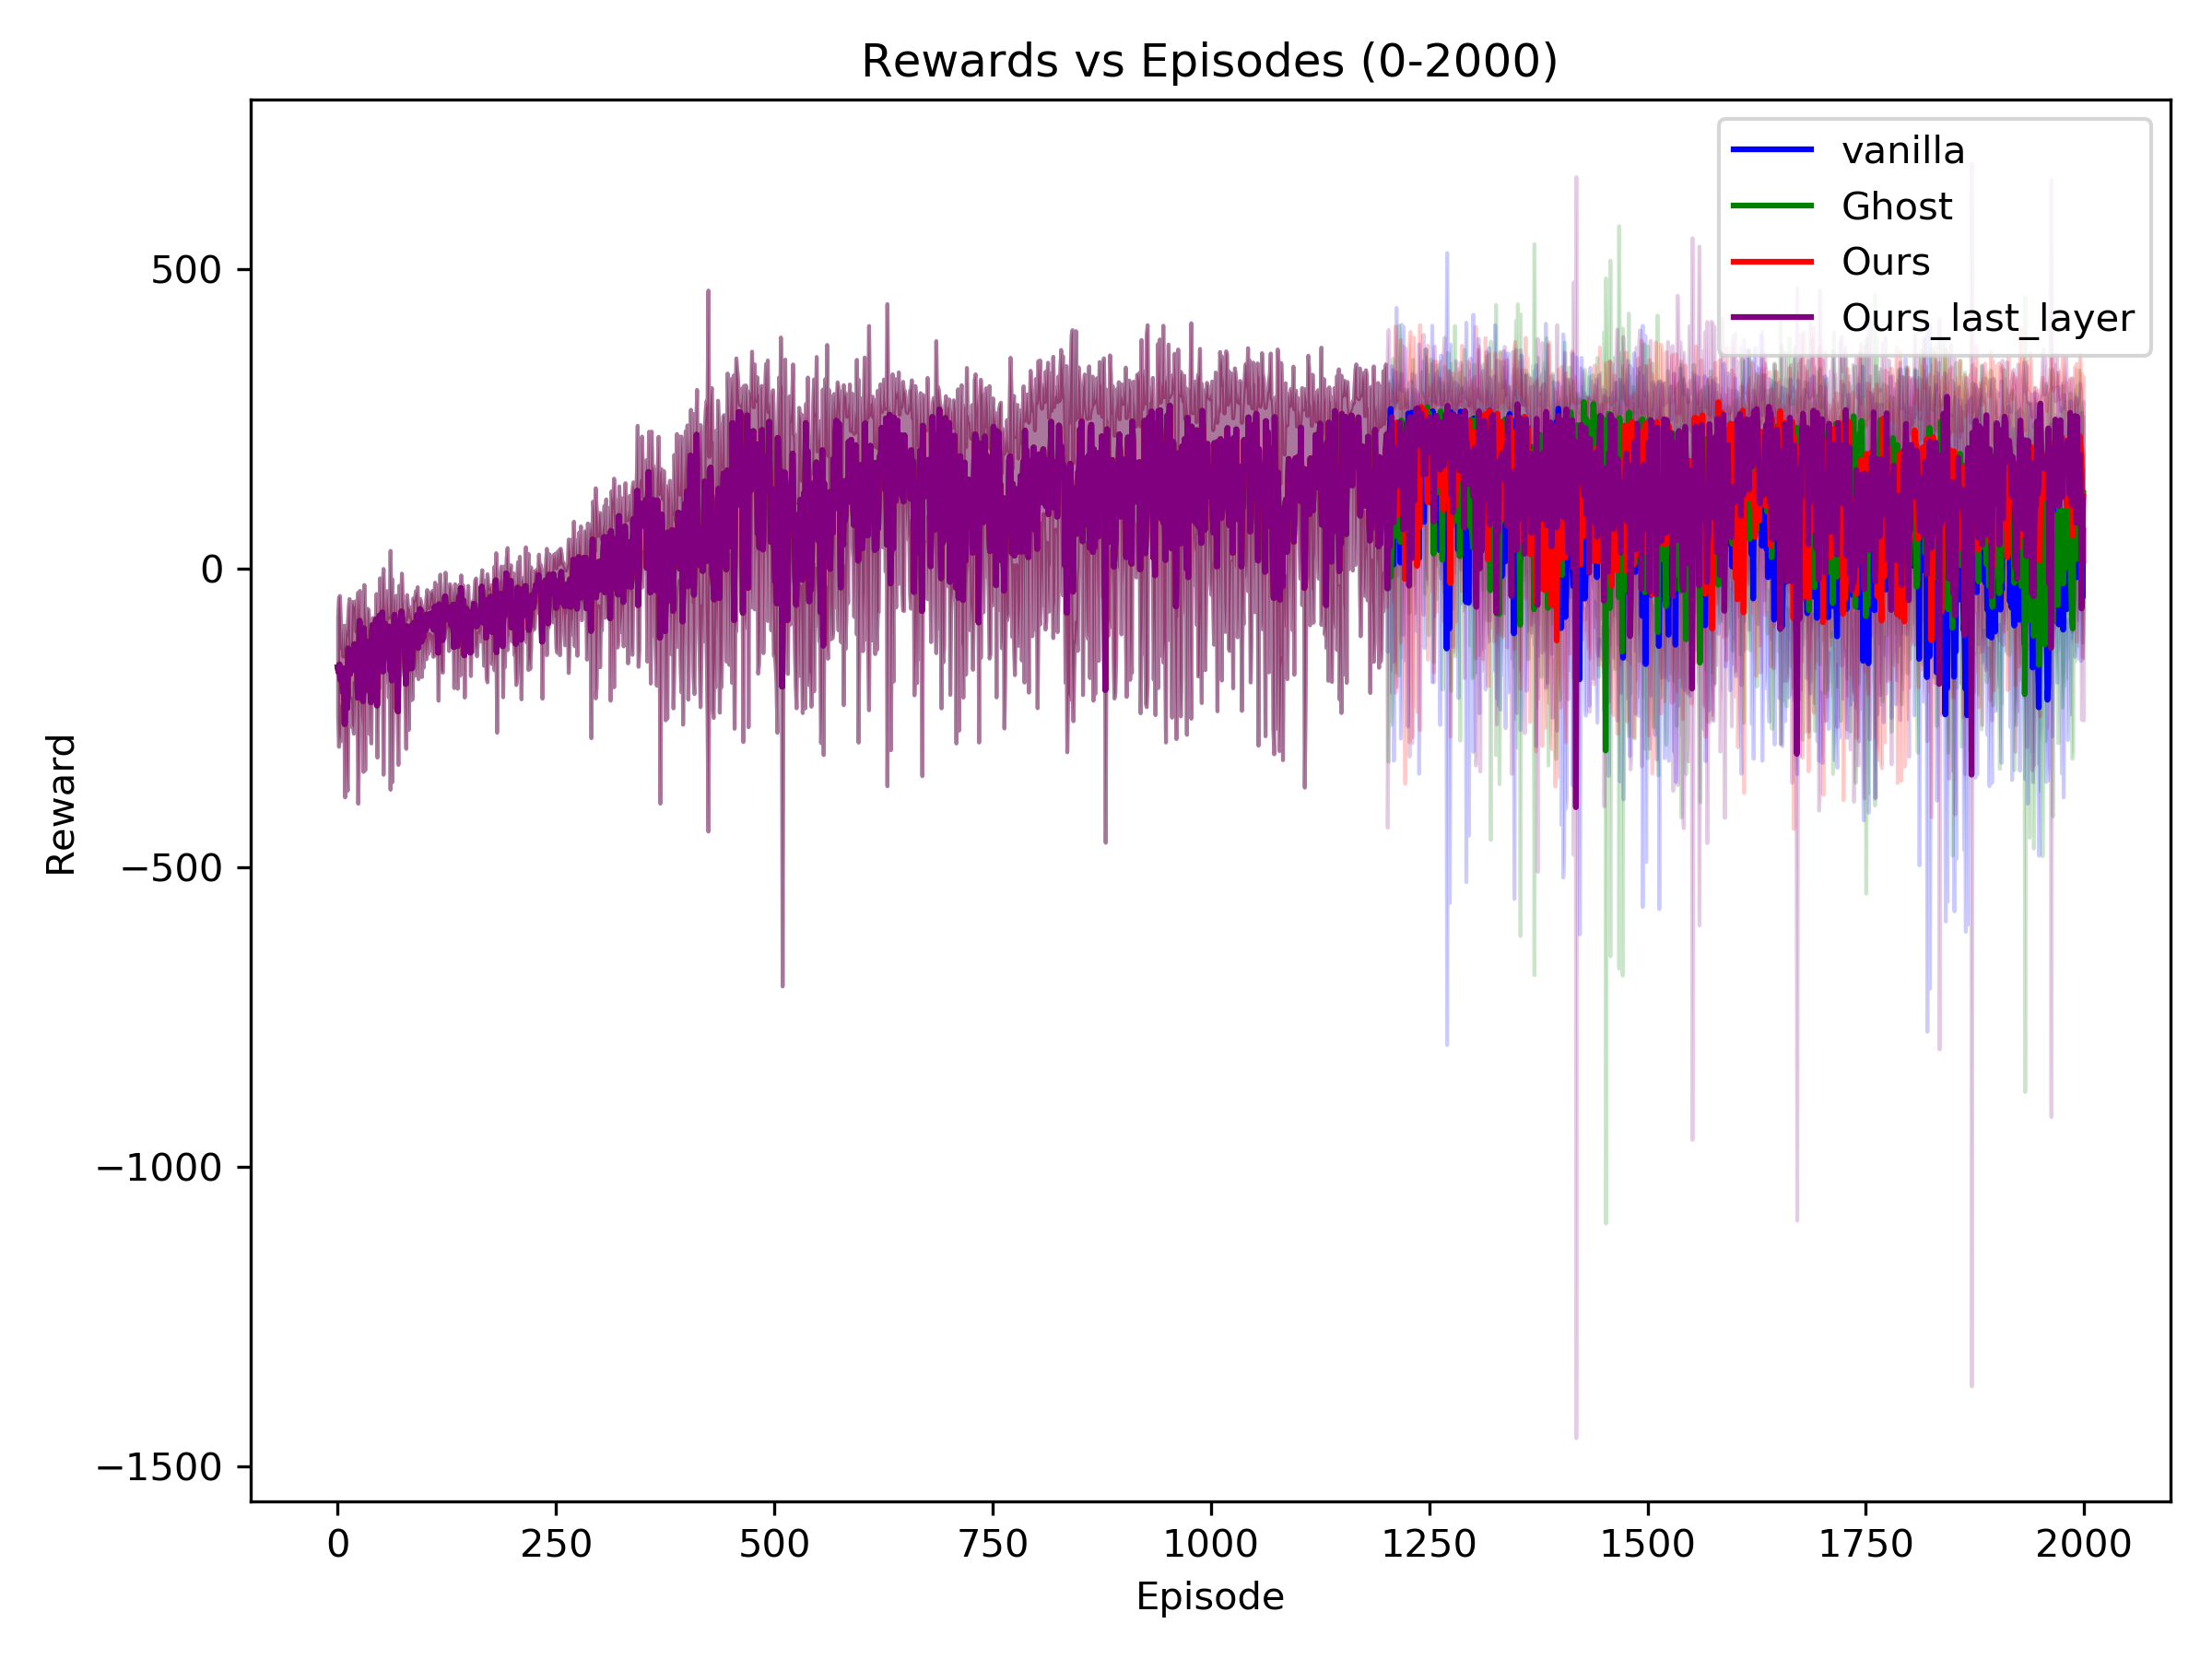 Rewards vs Episodes (0-2000)
vanilla
Ghost
Ours
Ours_last_layer
500
0
−500
−1000
−1500
Reward
0 250 500 750 1000 1250 1500 1750 2000
Episode